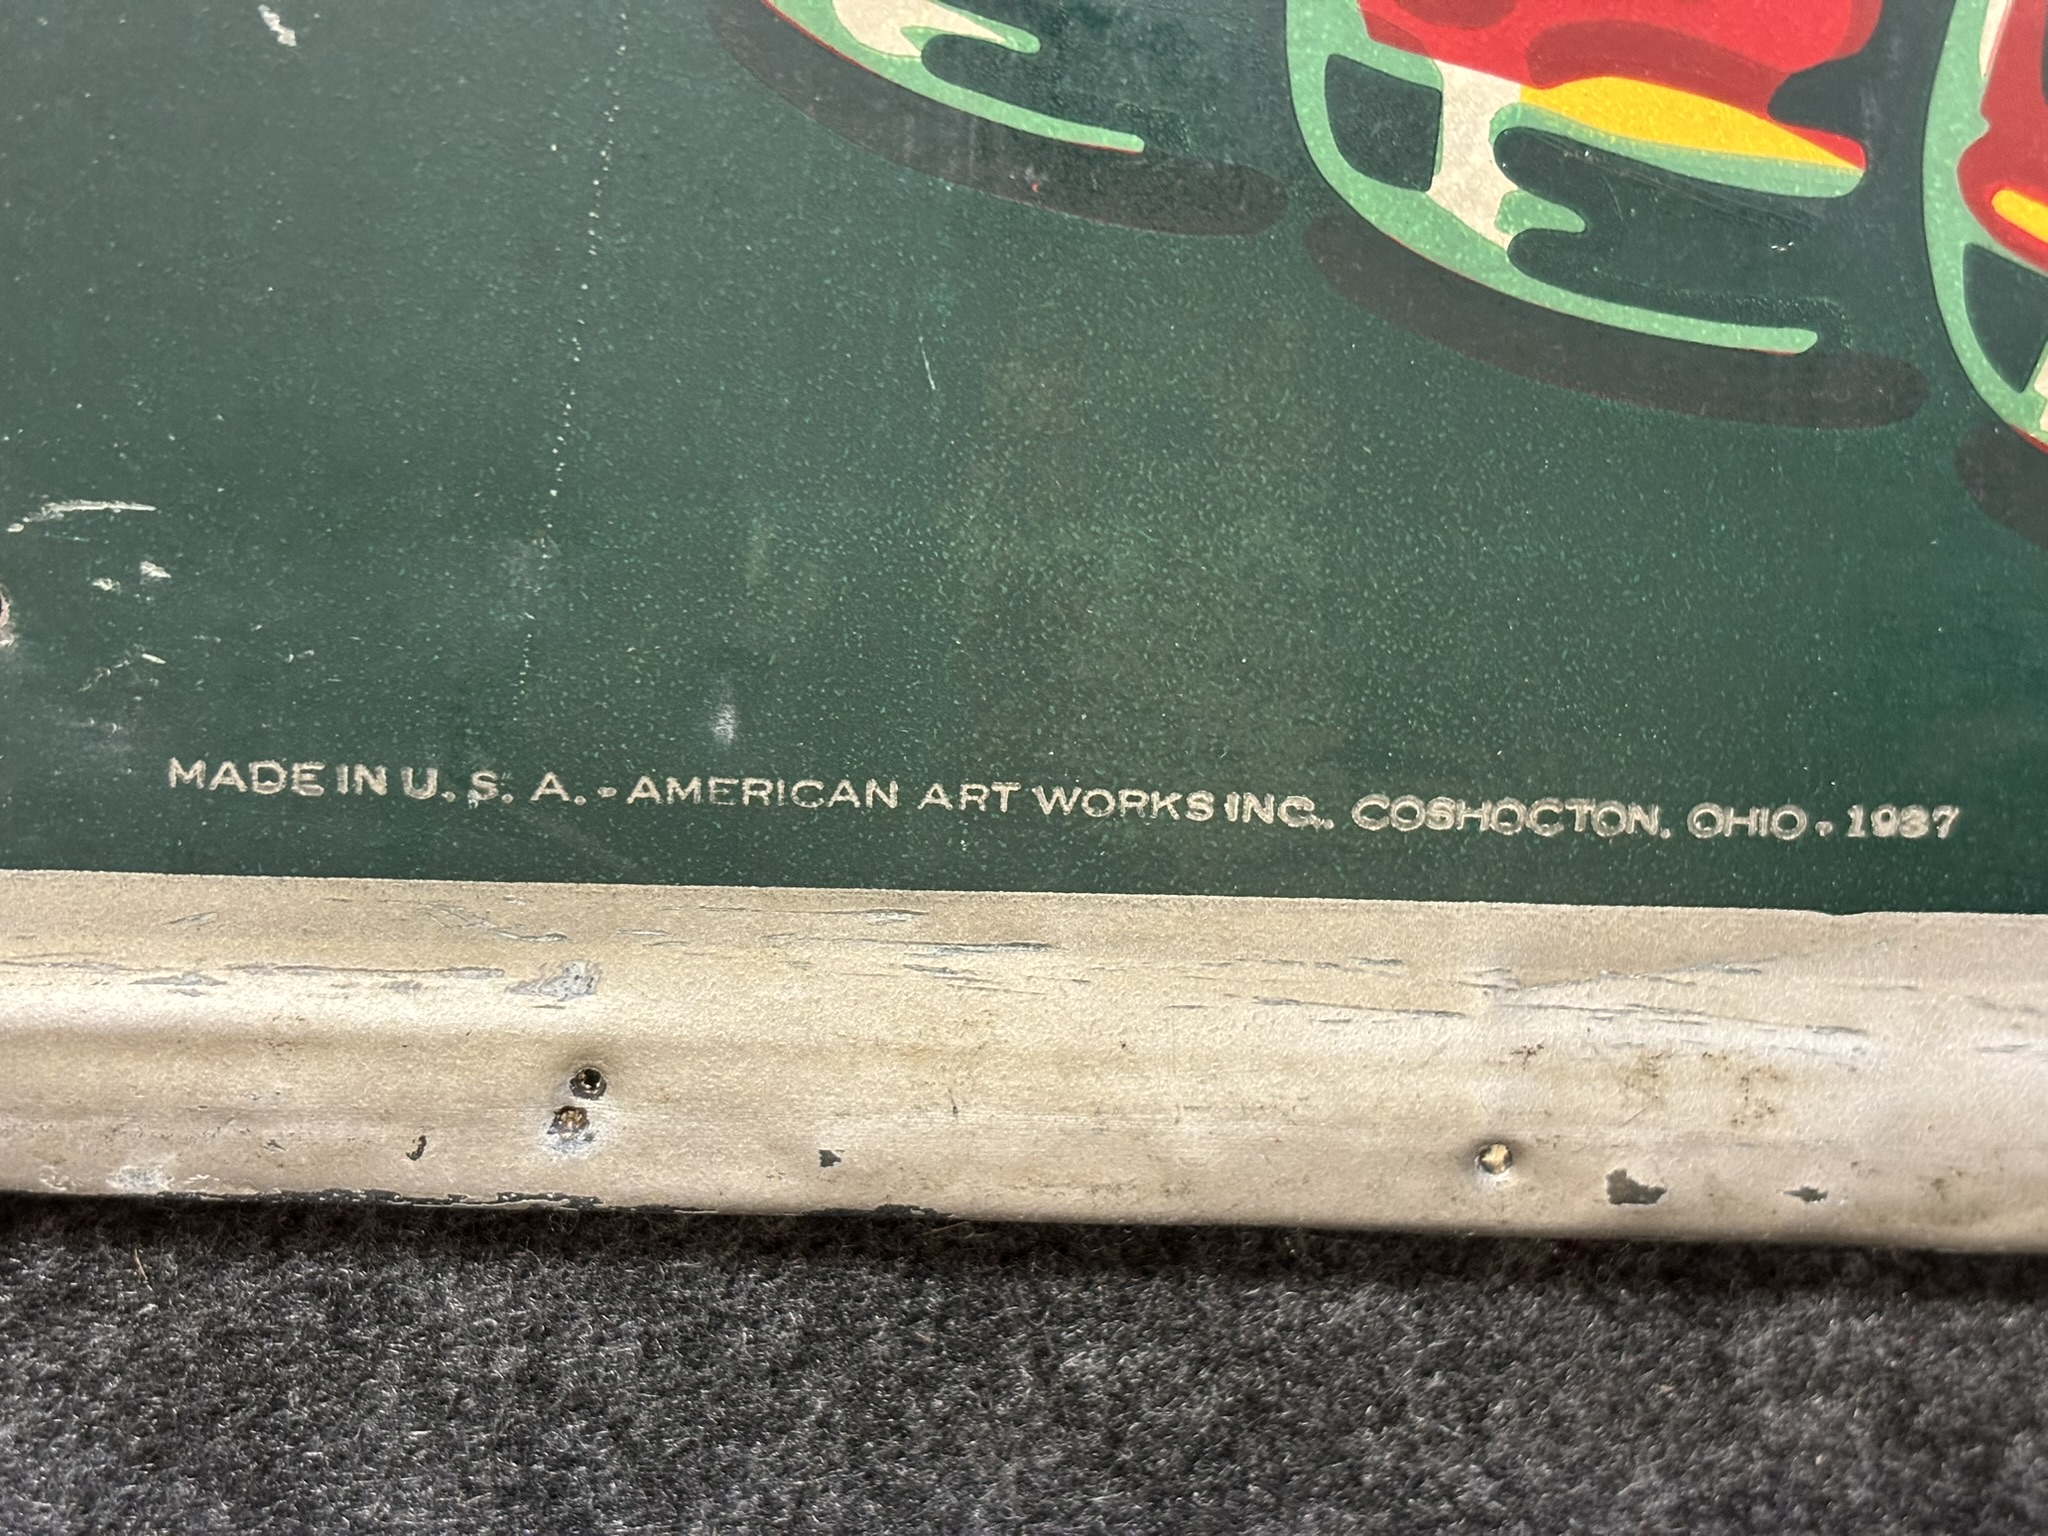 MADE IN U. S. A. - AMERICAN ART WORKS INC., COSHOCTON, OHIO - 1937